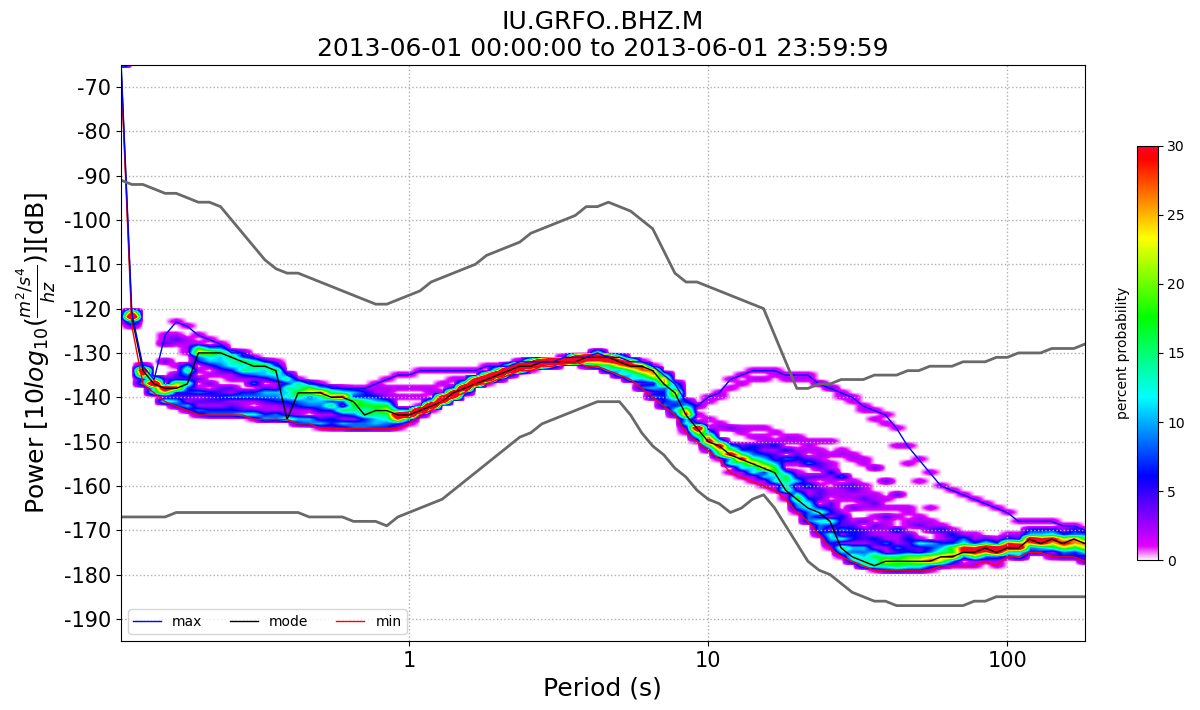 IU.GRFO..BHZ.M
2013-06-01 00:00:00 to 2013-06-01 23:59:59
Power [10log₁₀(m²/s⁴/hz)][dB]
-70
-80
-90
-100
-110
-120
-130
-140
-150
-160
-170
-180
-190
max mode min
1 10 100
Period (s)
percent probability
30
25
20
15
10
5
0